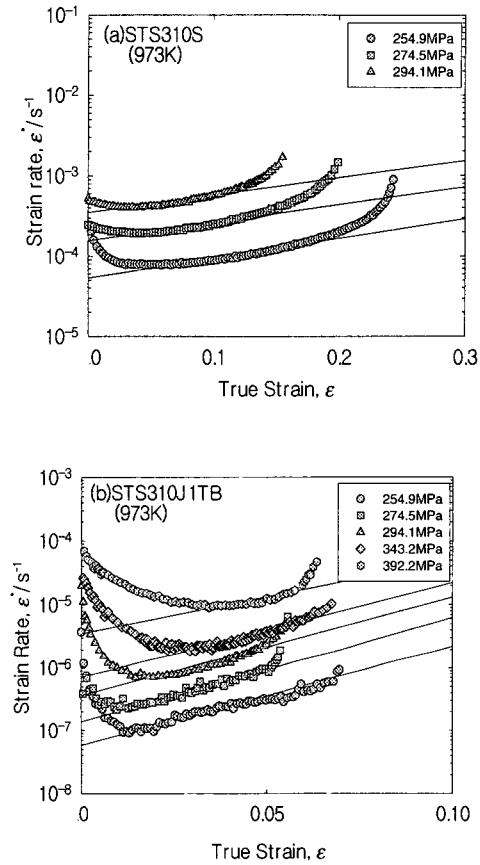 (a)STS310S
(973K)
254.9MPa
274.5MPa
294.1MPa
10⁻¹
10⁻²
10⁻³
10⁻⁴
10⁻⁵
Strain rate, ε˙/s⁻¹
.0
0.1
0.2
0.3
True Strain, ε
(b)STS310J1TB
(973K)
254.9MPa
274.5MPa
294.1MPa
343.2MPa
392.2MPa
10⁻³
10⁻⁴
10⁻⁵
10⁻⁶
10⁻⁷
10⁻⁸
Strain Rate, ε˙/s⁻¹
.0
0.05
0.10
True Strain, ε